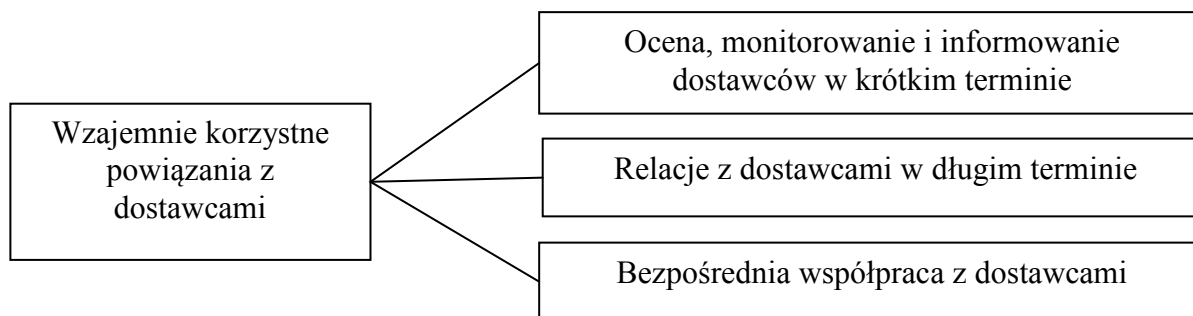 Wzajemnie korzystne
powiązania z
dostawcami
Ocena, monitorowanie i informowanie
dostawców w krótkim terminie
Relacje z dostawcami w długim terminie
Bezpośrednia współpraca z dostawcami